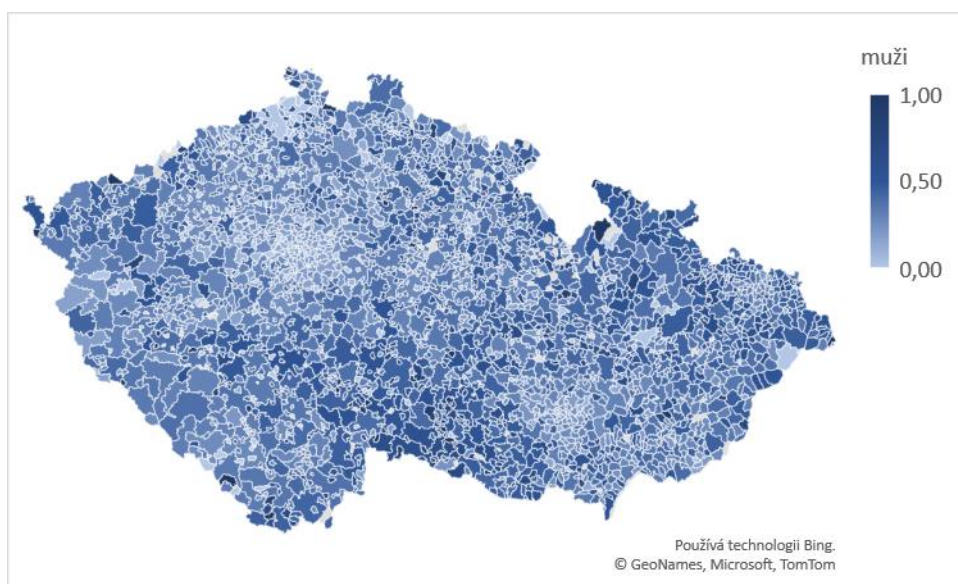 muži
1,00
0,50
0,00
Používá technologii Bing.
© GeoNames, Microsoft, TomTom